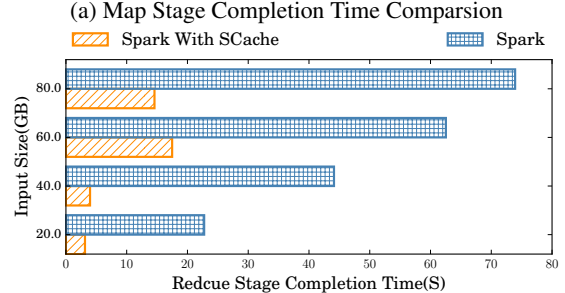 (a) Map Stage Completion Time Comparsion
Spark With SCache Spark
Input Size(GB)
80.0
60.0
40.0
20.0
0 10 20 30 40 50 60 70 80
Redcue Stage Completion Time(S)